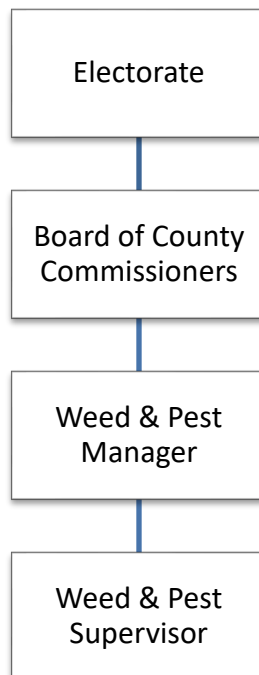 Electorate
Board of County
Commissioners
Weed & Pest
Manager
Weed & Pest
Supervisor